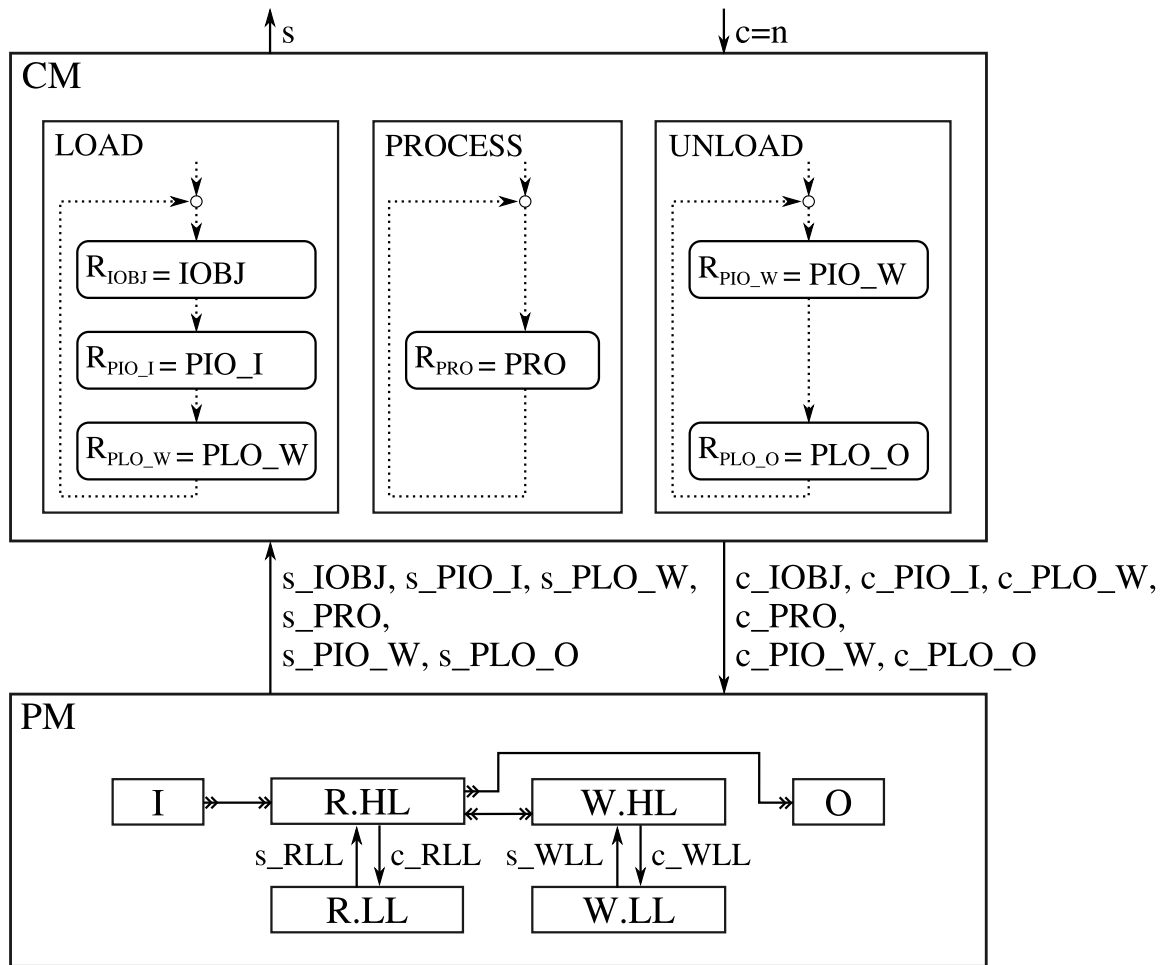 s
c=n
CM
LOAD
PROCESS
UNLOAD
R_IOBJ = IOBJ
R_PIO_W = PIO_W
R_PIO_I = PIO_I
R_PRO = PRO
R_PLO_W = PLO_W
R_PLO_O = PLO_O
s_IOBJ, s_PIO_I, s_PLO_W,
s_PRO,
s_PIO_W, s_PLO_O
c_IOBJ, c_PIO_I, c_PLO_W,
c_PRO,
c_PIO_W, c_PLO_O
PM
I
R.HL
W.HL
O
s_RLL
c_RLL
s_WLL
c_WLL
R.LL
W.LL